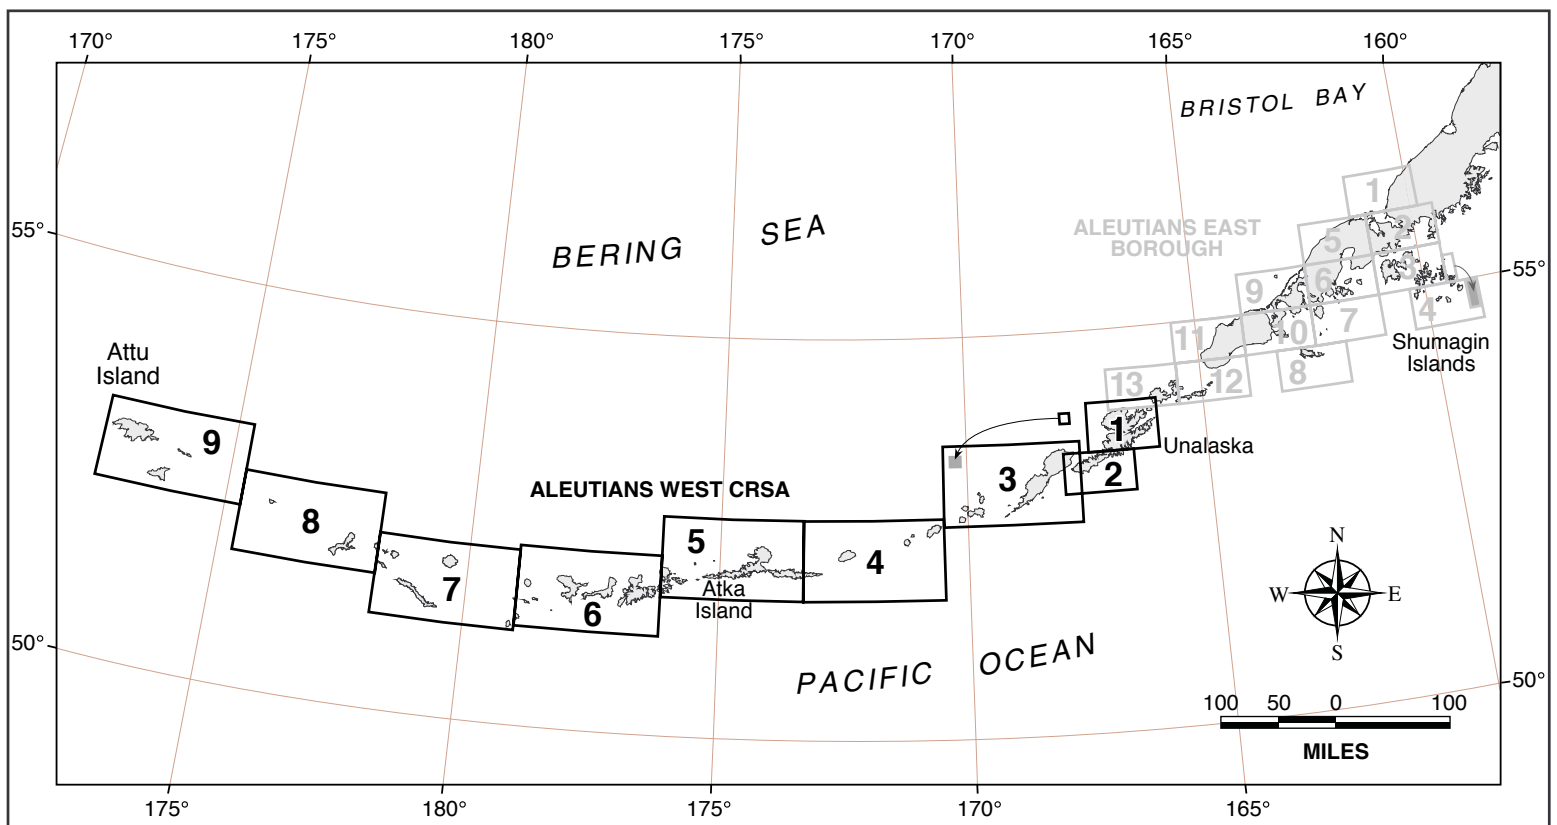 170° 175° 180° 175° 170° 165° 160°
BRISTOL BAY
1
ALEUTIANS EAST
BOROUGH
2
5
55°
BERING SEA
3
55°
6
9
4
7
10
11
Shumagin
Islands
Attu
Island
8
12
13
1
Unalaska
9
2
3
ALEUTIANS WEST CRSA
8
5
4
7
Atka
Island
6
N
W E
S
50°
PACIFIC OCEAN
50°
100 50 0 100
MILES
175° 180° 175° 170° 165°